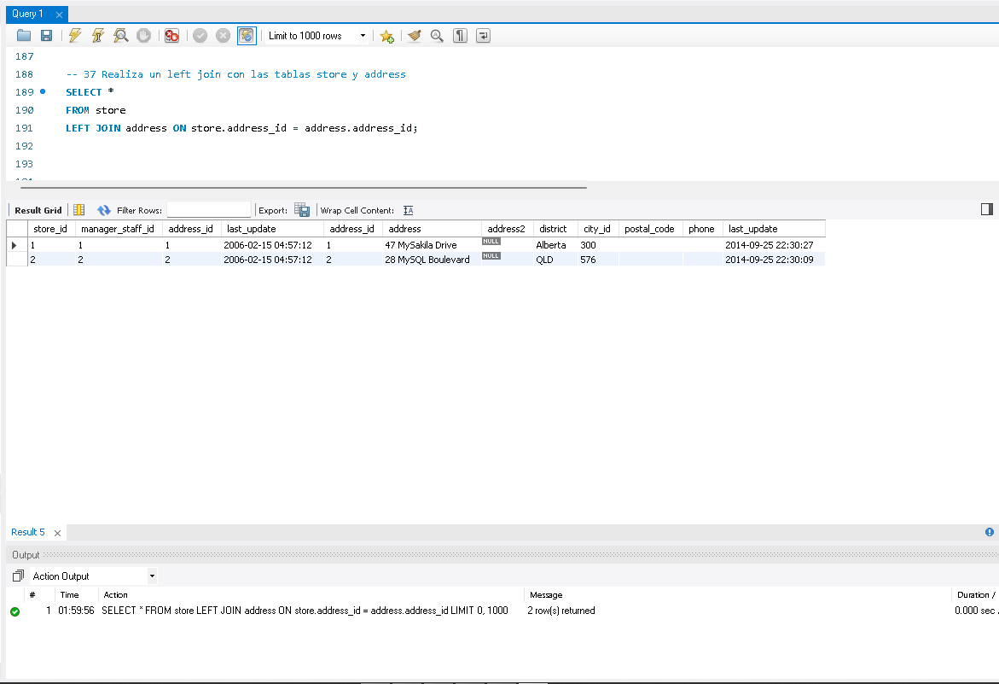 Query 1
Limit to 1000 rows
187
188 -- 37 Realiza un left join con las tablas store y address
189 SELECT *
190 FROM store
191 LEFT JOIN address ON store.address_id = address.address_id;
192
193
Result Grid Filter Rows: Export: Wrap Cell Content:
store_id manager_staff_id address_id last_update address_id address address2 district city_id postal_code phone last_update
1 1 1 2006-02-15 04:57:12 1 47 MySakila Drive NULL Alberta 300 2014-09-25 22:30:27
2 2 2 2006-02-15 04:57:12 2 28 MySQL Boulevard NULL QLD 576 2014-09-25 22:30:09
Result 5
Output
Action Output
# Time Action Message Duration /
1 01:59:56 SELECT * FROM store LEFT JOIN address ON store.address_id = address.address_id LIMIT 0, 1000 2 row(s) returned 0.000 sec /